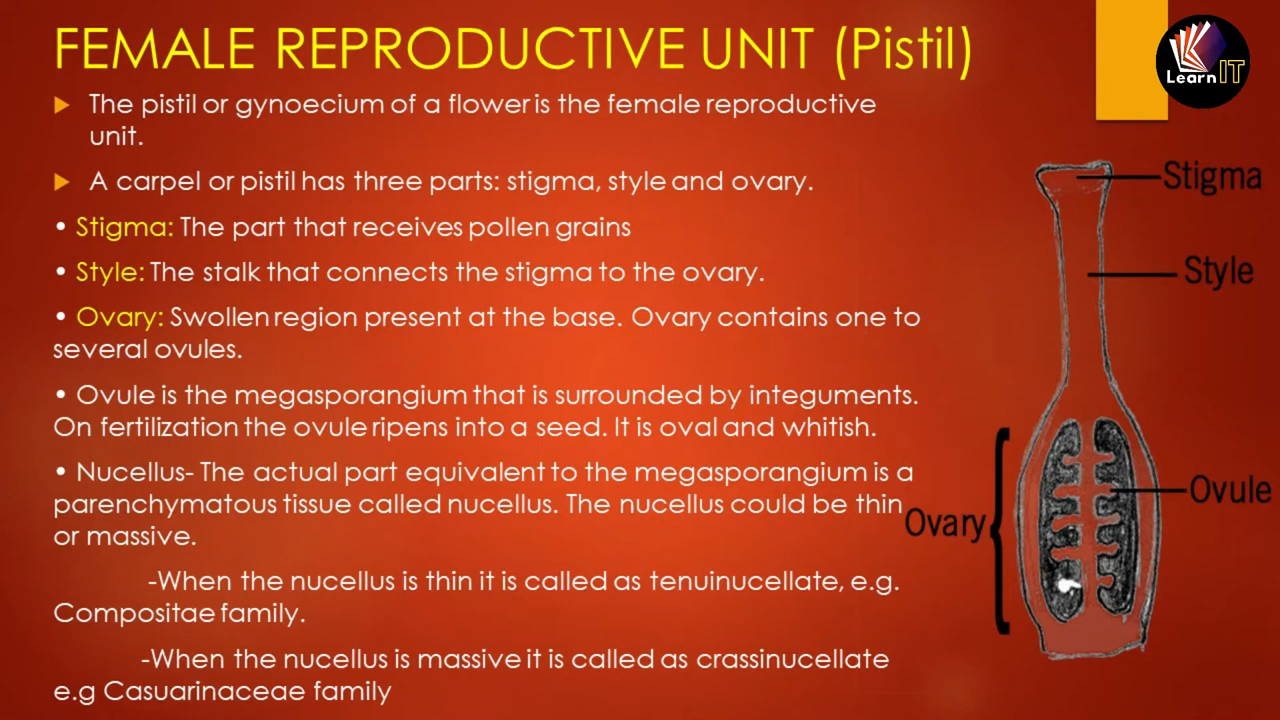 FEMALE REPRODUCTIVE UNIT (Pistil)
Learn IT
The pistil or gynoecium of a flower is the female reproductive
unit.
A carpel or pistil has three parts: stigma, style and ovary.
• Stigma: The part that receives pollen grains
• Style: The stalk that connects the stigma to the ovary.
• Ovary: Swollen region present at the base. Ovary contains one to
several ovules.
• Ovule is the megasporangium that is surrounded by integuments.
On fertilization the ovule ripens into a seed. It is oval and whitish.
• Nucellus- The actual part equivalent to the megasporangium is a
parenchymatous tissue called nucellus. The nucellus could be thin
or massive.
-When the nucellus is thin it is called as tenuinucellate, e.g.
Compositae family.
-When the nucellus is massive it is called as crassinucellate
e.g Casuarinaceae family
Stigma
Style
Ovule
Ovary